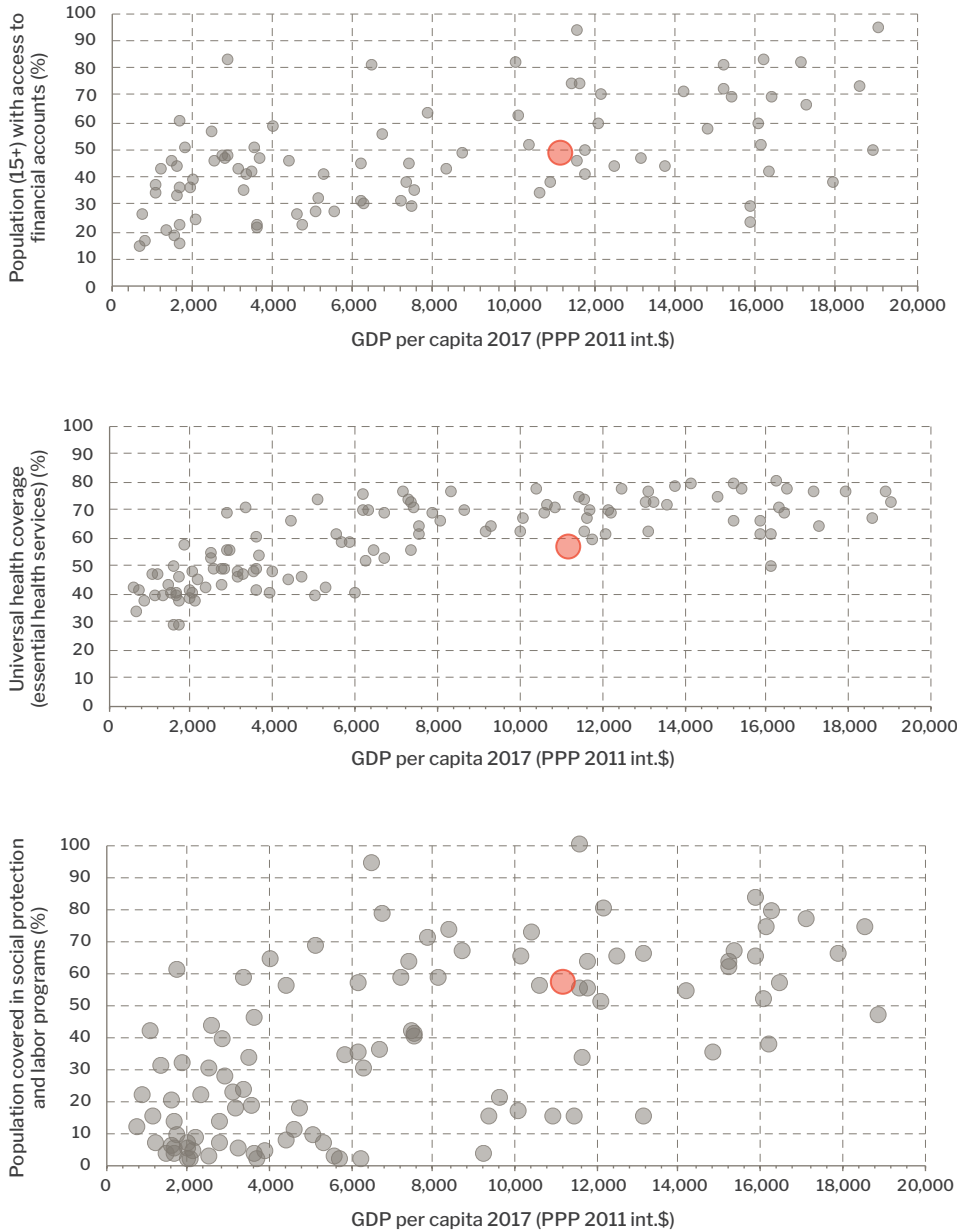 Population (15+) with access to
financial accounts (%)
100
90
80
70
60
50
40
30
20
10
0
0 2,000 4,000 6,000 8,000 10,000 12,000 14,000 16,000 18,000 20,000
GDP per capita 2017 (PPP 2011 int.$)
Universal health coverage
(essential health services) (%)
100
90
80
70
60
50
40
30
20
10
0
0 2,000 4,000 6,000 8,000 10,000 12,000 14,000 16,000 18,000 20,000
GDP per capita 2017 (PPP 2011 int.$)
Population covered in social protection
and labor programs (%)
100
90
80
70
60
50
40
30
20
10
0
0 2,000 4,000 6,000 8,000 10,000 12,000 14,000 16,000 18,000 20,000
GDP per capita 2017 (PPP 2011 int.$)